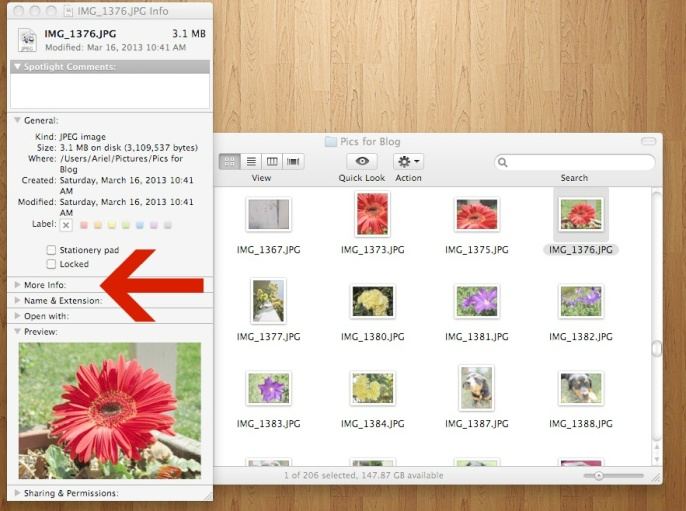 IMG_1376.JPG Info
IMG_1376.JPG 3.1 MB
Modified: Mar 16, 2013 10:41 AM
Spotlight Comments:
General:
Kind: JPEG image
Size: 3.1 MB on disk (3,109,537 bytes)
Where: /Users/Ariel/Pictures/Pics for
Blog
Created: Saturday, March 16, 2013 10:41
AM
Modified: Saturday, March 16, 2013 10:41
AM
Label:
Stationery pad
Locked
More Info:
Name & Extension:
Open with:
Preview:
Sharing & Permissions:
Pics for Blog
View Quick Look Action Search
IMG_1367.JPG IMG_1373.JPG IMG_1375.JPG IMG_1376.JPG
IMG_1377.JPG IMG_1380.JPG IMG_1381.JPG IMG_1382.JPG
IMG_1383.JPG IMG_1384.JPG IMG_1387.JPG IMG_1388.JPG
1 of 206 selected, 147.87 GB available